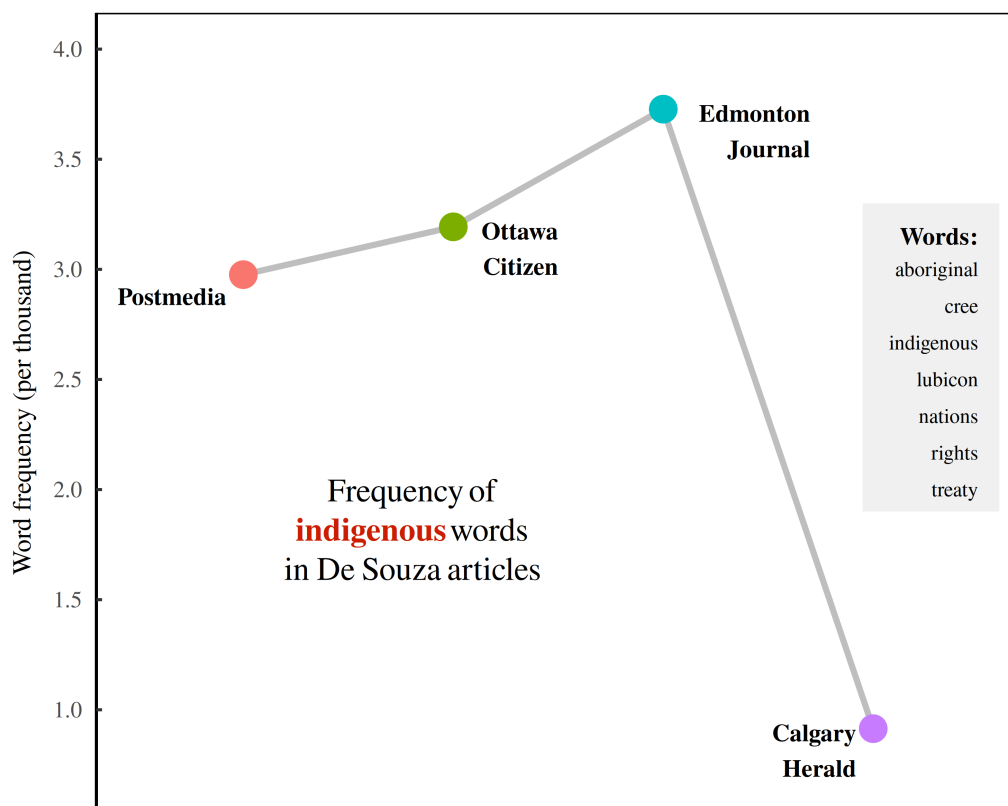 4.0
3.5
3.0
2.5
2.0
1.5
1.0
Word frequency (per thousand)
Postmedia
Ottawa
Citizen
Edmonton
Journal
Calgary
Herald
Frequency of
indigenous words
in De Souza articles
Words:
aboriginal
cree
indigenous
lubicon
nations
rights
treaty